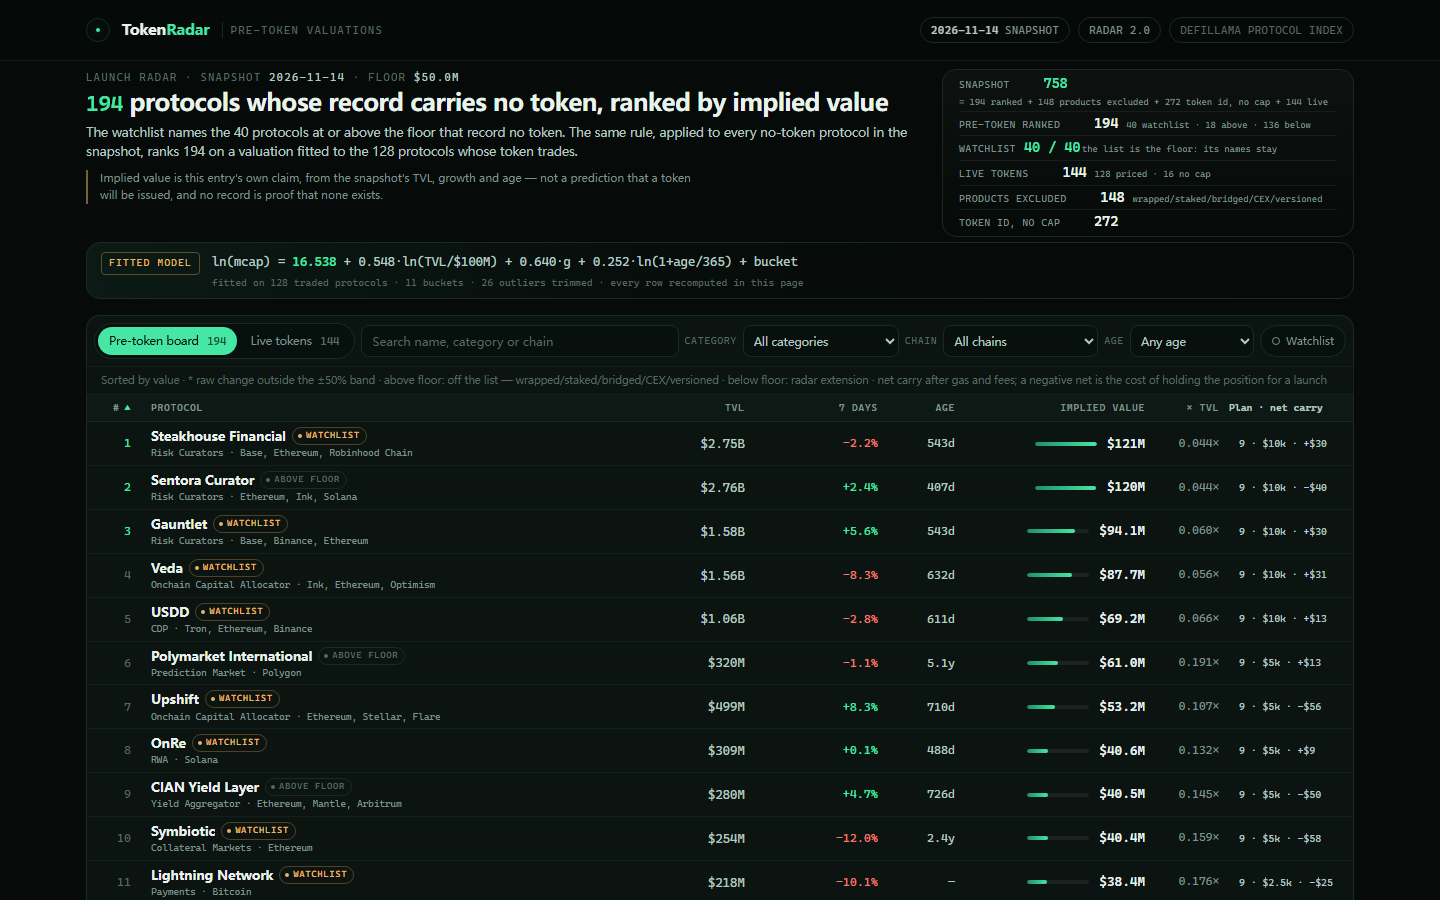 TokenRadar PRE-TOKEN VALUATIONS
2026-11-14 SNAPSHOT RADAR 2.0 DEFILLAMA PROTOCOL INDEX
LAUNCH RADAR · SNAPSHOT 2026-11-14 · FLOOR $50.0M
194 protocols whose record carries no token, ranked by implied value
The watchlist names the 40 protocols at or above the floor that record no token. The same rule, applied to every no-token protocol in the
snapshot, ranks 194 on a valuation fitted to the 128 protocols whose token trades.
Implied value is this entry's own claim, from the snapshot's TVL, growth and age — not a prediction that a token
will be issued, and no record is proof that none exists.
SNAPSHOT 758
= 194 ranked + 148 products excluded + 272 token id, no cap + 144 live
PRE-TOKEN RANKED 194 40 watchlist · 18 above · 136 below
WATCHLIST 40 / 40 the list is the floor: its names stay
LIVE TOKENS 144 128 priced · 16 no cap
PRODUCTS EXCLUDED 148 wrapped/staked/bridged/CEX/versioned
TOKEN ID, NO CAP 272
FITTED MODEL ln(mcap) = 16.538 + 0.548·ln(TVL/$100M) + 0.640·g + 0.252·ln(1+age/365) + bucket
fitted on 128 traded protocols · 11 buckets · 26 outliers trimmed · every row recomputed in this page
Pre-token board 194 Live tokens 144 Search name, category or chain CATEGORY All categories CHAIN All chains AGE Any age Watchlist
Sorted by value · * raw change outside the ±50% band · above floor: off the list — wrapped/staked/bridged/CEX/versioned · below floor: radar extension · net carry after gas and fees; a negative net is the cost of holding the position for a launch
# ▲ PROTOCOL TVL 7 DAYS AGE IMPLIED VALUE × TVL Plan · net carry
1 Steakhouse Financial WATCHLIST $2.75B −2.2% 543d $121M 0.044× 9 · $10k · +$30
Risk Curators · Base, Ethereum, Robinhood Chain
2 Sentora Curator ABOVE FLOOR $2.76B +2.4% 407d $120M 0.044× 9 · $10k · −$40
Risk Curators · Ethereum, Ink, Solana
3 Gauntlet WATCHLIST $1.58B +5.6% 543d $94.1M 0.060× 9 · $10k · +$30
Risk Curators · Base, Binance, Ethereum
4 Veda WATCHLIST $1.56B −8.3% 632d $87.7M 0.056× 9 · $10k · +$31
Onchain Capital Allocator · Ink, Ethereum, Optimism
5 USDD WATCHLIST $1.06B −2.8% 611d $69.2M 0.066× 9 · $10k · +$13
CDP · Tron, Ethereum, Binance
6 Polymarket International ABOVE FLOOR $320M −1.1% 5.1y $61.0M 0.191× 9 · $5k · +$13
Prediction Market · Polygon
7 Upshift WATCHLIST $499M +8.3% 710d $53.2M 0.107× 9 · $5k · −$56
Onchain Capital Allocator · Ethereum, Stellar, Flare
8 OnRe WATCHLIST $309M +0.1% 488d $40.6M 0.132× 9 · $5k · +$9
RWA · Solana
9 CIAN Yield Layer ABOVE FLOOR $280M +4.7% 726d $40.5M 0.145× 9 · $5k · −$50
Yield Aggregator · Ethereum, Mantle, Arbitrum
10 Symbiotic WATCHLIST $254M −12.0% 2.4y $40.4M 0.159× 9 · $5k · −$58
Collateral Markets · Ethereum
11 Lightning Network WATCHLIST $218M −10.1% — $38.4M 0.176× 9 · $2.5k · −$25
Payments · Bitcoin